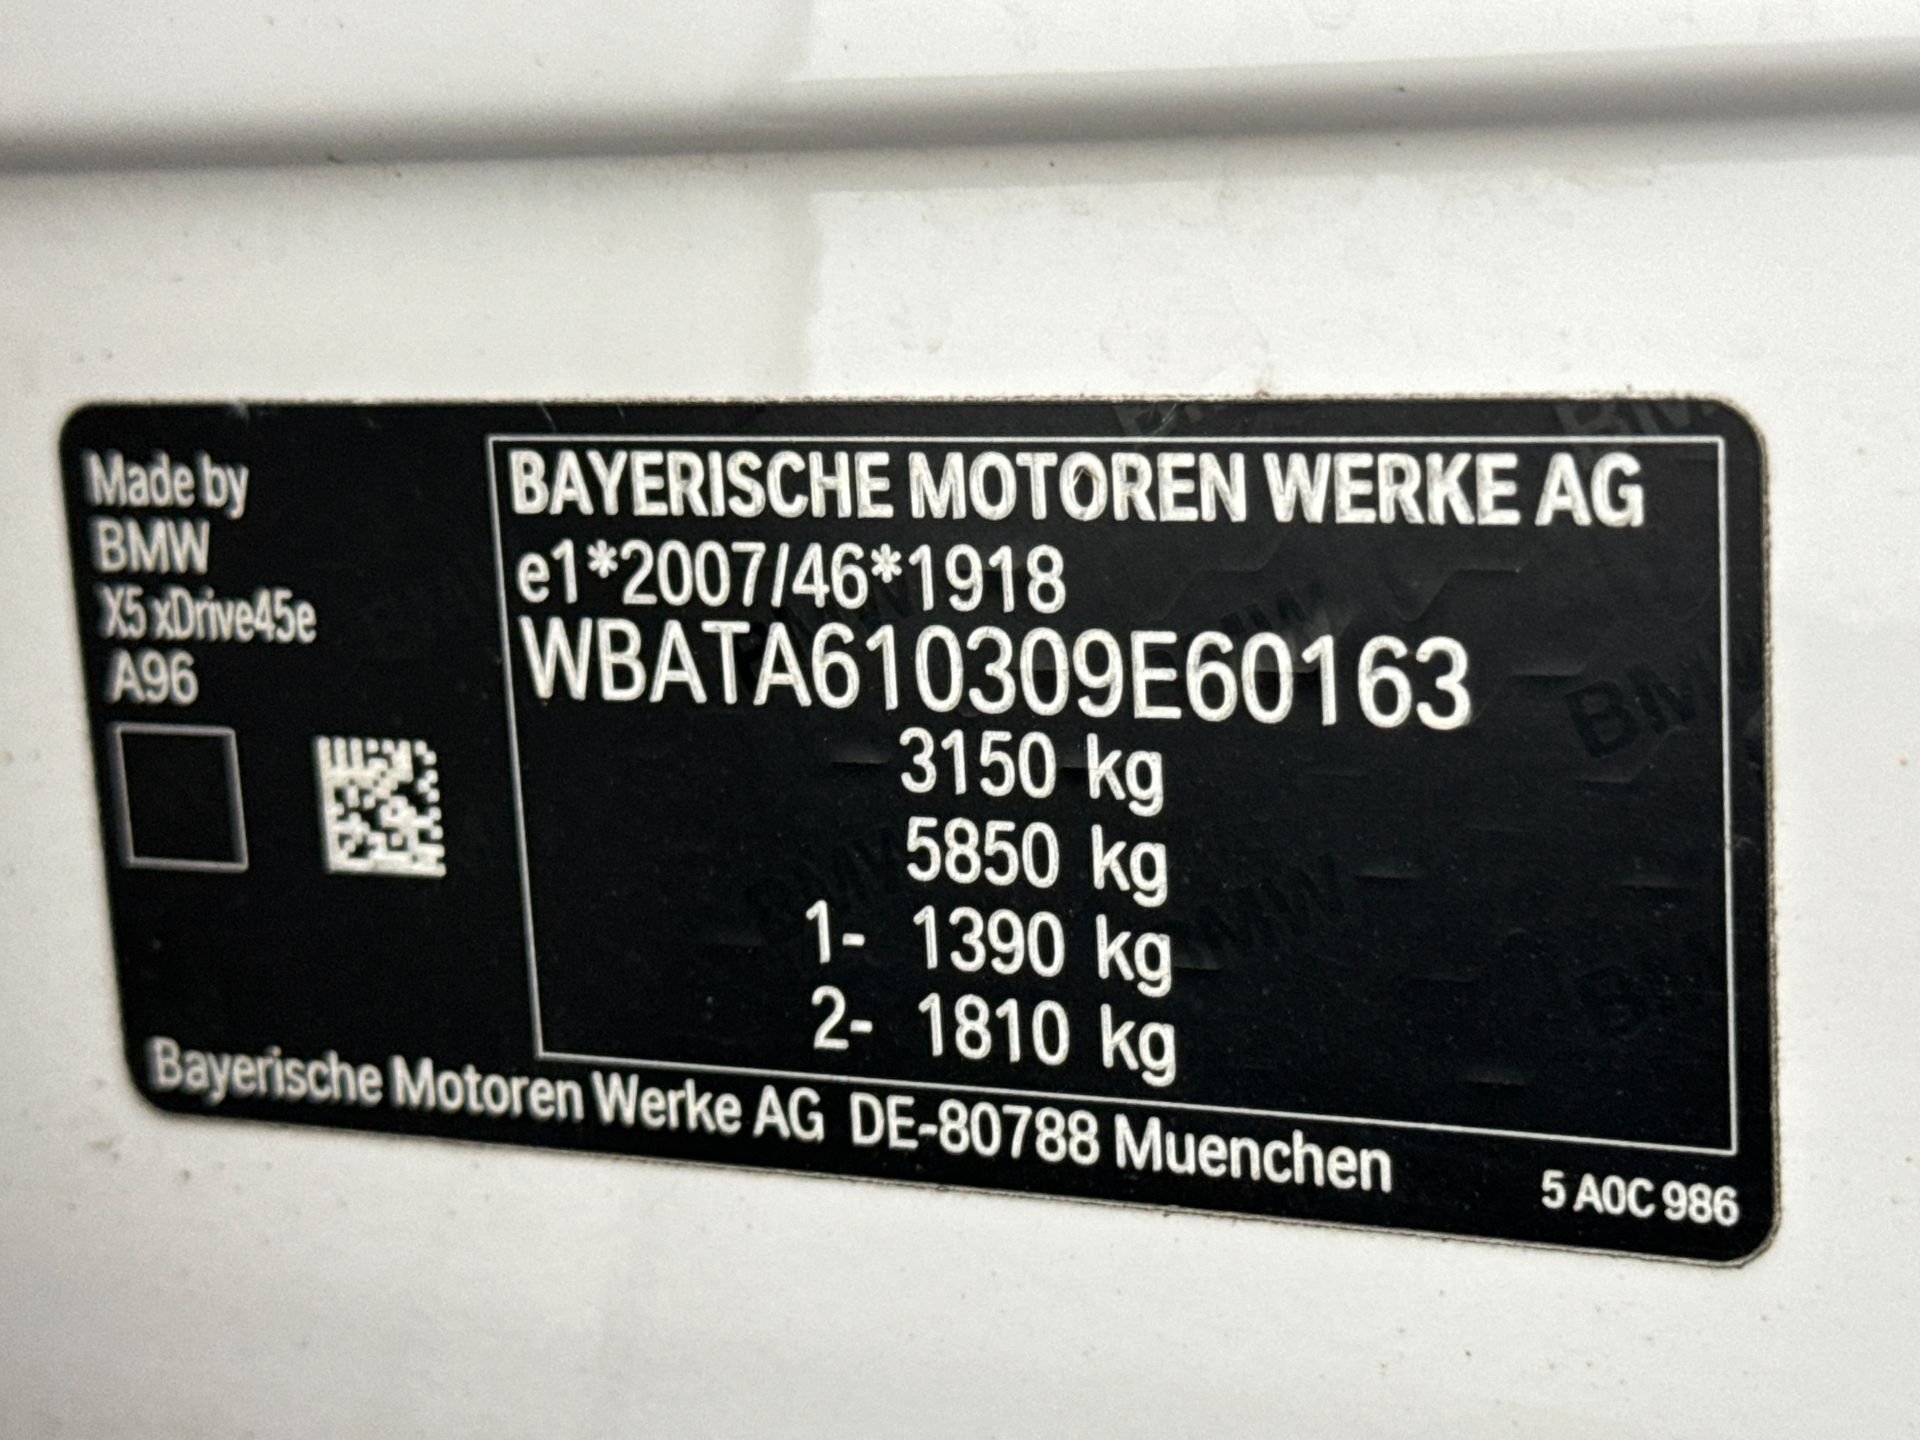 Made by
BMW
X5 xDrive45e
A96
BAYERISCHE MOTOREN WERKE AG
e1*2007/46*1918
WBATA610309E60163
3150 kg
5850 kg
1- 1390 kg
2- 1810 kg
Bayerische Motoren Werke AG DE-80788 Muenchen
5 A0C 986